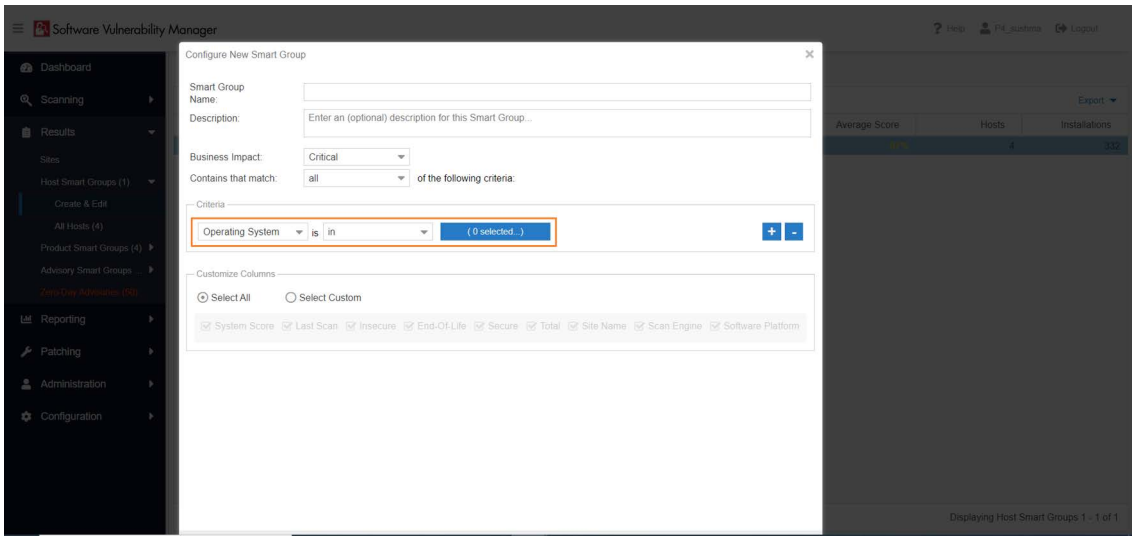 Software Vulnerability Manager
? Help
Logout
Dashboard
Scanning
Results
Sites
Host Smart Groups (1)
Create & Edit
All Hosts (4)
Product Smart Groups (4)
Advisory Smart Groups ...
Zero-Day Advisories (50)
Reporting
Patching
Administration
Configuration
Configure New Smart Group
Smart Group
Name:
Description: Enter an (optional) description for this Smart Group...
Business Impact: Critical
Contains that match: all of the following criteria:
Criteria
Operating System is in ( 0 selected...) + -
Customize Columns
Select All Select Custom
System Score Last Scan Insecure End-Of-Life Secure Total Site Name Scan Engine Software Platform
Export
Average Score Hosts Installations
4 332
Displaying Host Smart Groups 1 - 1 of 1